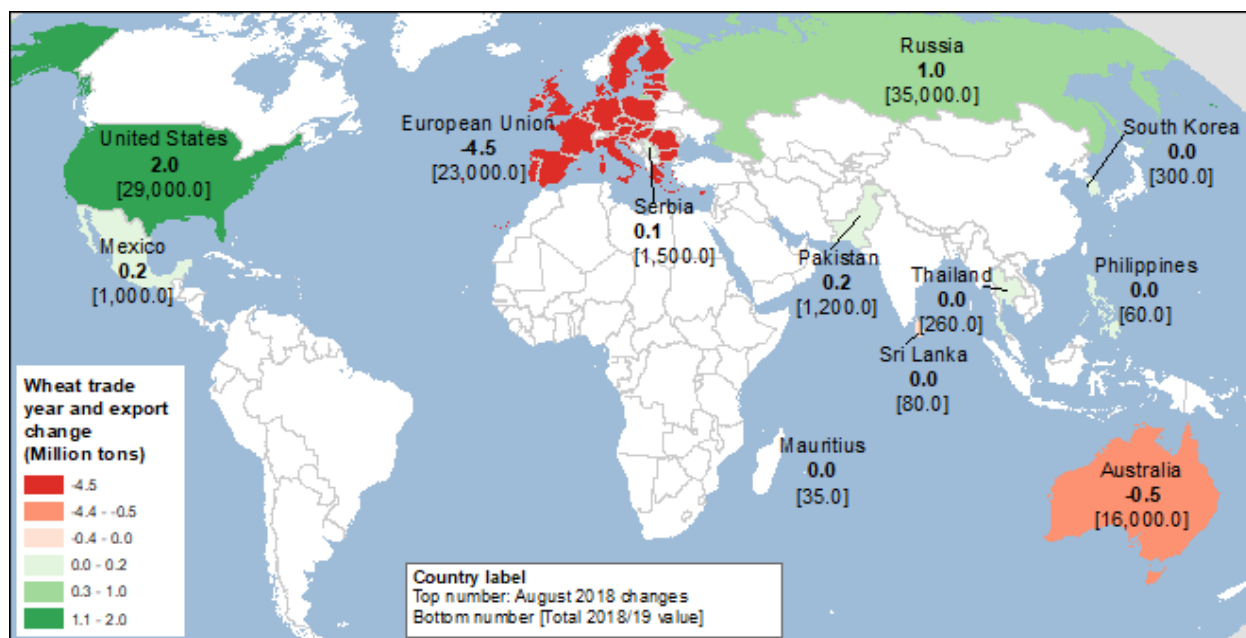 Russia
1.0
[35,000.0]
United States
2.0
[29,000.0]
European Union
-4.5
[23,000.0]
South Korea
0.0
[300.0]
Serbia
0.1
[1,500.0]
Mexico
0.2
[1,000.0]
Pakistan
0.2
[1,200.0]
Thailand
0.0
[260.0]
Philippines
0.0
[60.0]
Sri Lanka
0.0
[80.0]
Mauritius
0.0
[35.0]
Australia
-0.5
[16,000.0]
Wheat trade
year and export
change
(Million tons)
-4.5
-4.4 - -0.5
-0.4 - 0.0
0.0 - 0.2
0.3 - 1.0
1.1 - 2.0
Country label
Top number: August 2018 changes
Bottom number [Total 2018/19 value]